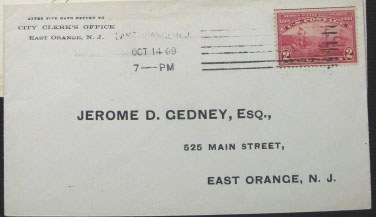 AFTER FIVE DAYS RETURN TO
CITY CLERK'S OFFICE
EAST ORANGE, N. J.
OCT 14 09
7—PM
2 2
JEROME D. GEDNEY, ESQ.,
525 MAIN STREET,
EAST ORANGE, N. J.